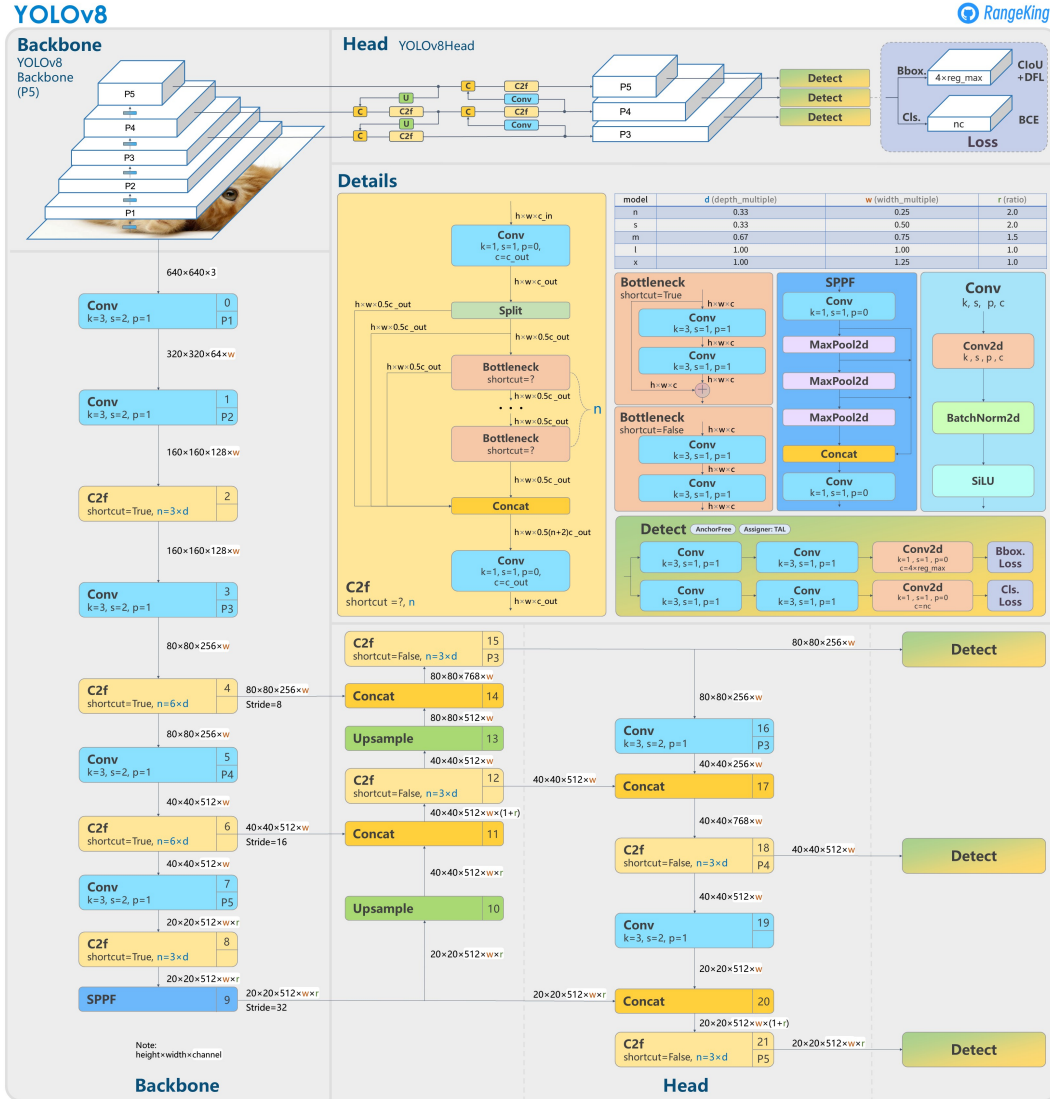 YOLOv8
RangeKing
Backbone
YOLOv8
Backbone
(P5)
P5
P4
P3
P2
P1
Head YOLOv8Head
U
C
C2f
U
C
C2f
C
C2f
Conv
C
C2f
Conv
P5
P4
P3
Detect
Detect
Detect
Bbox.
4×reg_max
CIoU
+DFL
Cls.
nc
BCE
Loss
640×640×3
Conv
k=3, s=2, p=1
0
P1
320×320×64×w
Conv
k=3, s=2, p=1
1
P2
160×160×128×w
C2f
shortcut=True, n=3×d
2
160×160×128×w
Conv
k=3, s=2, p=1
3
P3
80×80×256×w
C2f
shortcut=True, n=6×d
4
80×80×256×w
Stride=8
80×80×256×w
Conv
k=3, s=2, p=1
5
P4
40×40×512×w
C2f
shortcut=True, n=6×d
6
40×40×512×w
Stride=16
40×40×512×w
Conv
k=3, s=2, p=1
7
P5
20×20×512×w×r
C2f
shortcut=True, n=3×d
8
20×20×512×w×r
SPPF
9
20×20×512×w×r
Stride=32
Note:
height×width×channel
Backbone
Details
h×w×c_in
Conv
k=1, s=1, p=0,
c=c_out
h×w×c_out
h×w×0.5c_out
Split
h×w×0.5c_out
h×w×0.5c_out
h×w×0.5c_out
Bottleneck
shortcut=?
h×w×0.5c_out
• • •
n
h×w×0.5c_out
Bottleneck
shortcut=?
h×w×0.5c_out
Concat
h×w×0.5(n+2)c_out
Conv
k=1, s=1, p=0,
c=c_out
h×w×c_out
C2f
shortcut =?, n
model d (depth_multiple) w (width_multiple) r (ratio)
n 0.33 0.25 2.0
s 0.33 0.50 2.0
m 0.67 0.75 1.5
l 1.00 1.00 1.0
x 1.00 1.25 1.0
Bottleneck
shortcut=True
h×w×c
Conv
k=3, s=1, p=1
h×w×c
Conv
k=3, s=1, p=1
h×w×c
h×w×c
+
Bottleneck
shortcut=False
h×w×c
Conv
k=3, s=1, p=1
h×w×c
Conv
k=3, s=1, p=1
h×w×c
SPPF
Conv
k=1, s=1, p=0
MaxPool2d
MaxPool2d
MaxPool2d
Concat
Conv
k=1, s=1, p=0
Conv
k, s, p, c
Conv2d
k, s, p, c
BatchNorm2d
SiLU
Detect AnchorFree Assigner: TAL
Conv
k=3, s=1, p=1
Conv
k=3, s=1, p=1
Conv2d
k=1, s=1, p=0
c=4×reg_max
Bbox.
Loss
Conv
k=3, s=1, p=1
Conv
k=3, s=1, p=1
Conv2d
k=1, s=1, p=0
c=nc
Cls.
Loss
C2f
shortcut=False, n=3×d
15
P3
80×80×256×w
Detect
80×80×768×w
Concat
14
80×80×512×w
Upsample
13
40×40×512×w
C2f
shortcut=False, n=3×d
12
40×40×512×w
40×40×512×w×(1+r)
Concat
11
40×40×512×w×r
Upsample
10
20×20×512×w×r
80×80×256×w
Conv
k=3, s=2, p=1
16
P3
40×40×256×w
Concat
17
40×40×768×w
C2f
shortcut=False, n=3×d
18
P4
40×40×512×w
Detect
40×40×512×w
Conv
k=3, s=2, p=1
19
20×20×512×w
20×20×512×w×r
Concat
20
20×20×512×w×(1+r)
C2f
shortcut=False, n=3×d
21
P5
20×20×512×w×r
Detect
Head